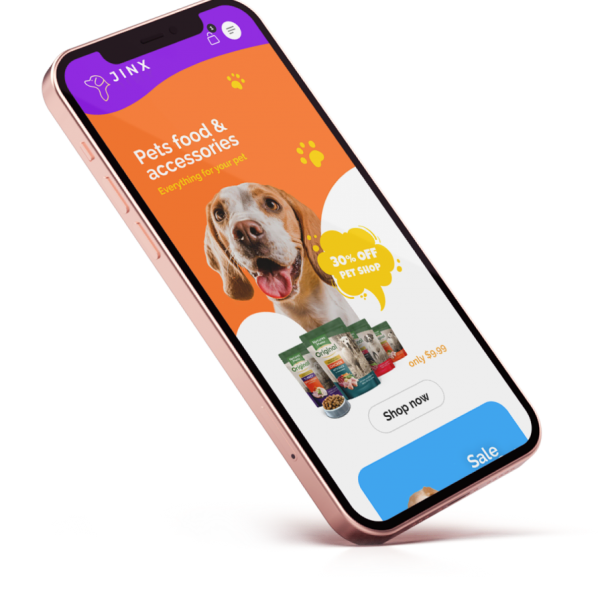 JINX
Pets food &
accessories
Everything for your pet
30% OFF
PET SHOP
Original
Original
only $9.99
Shop now
Sale